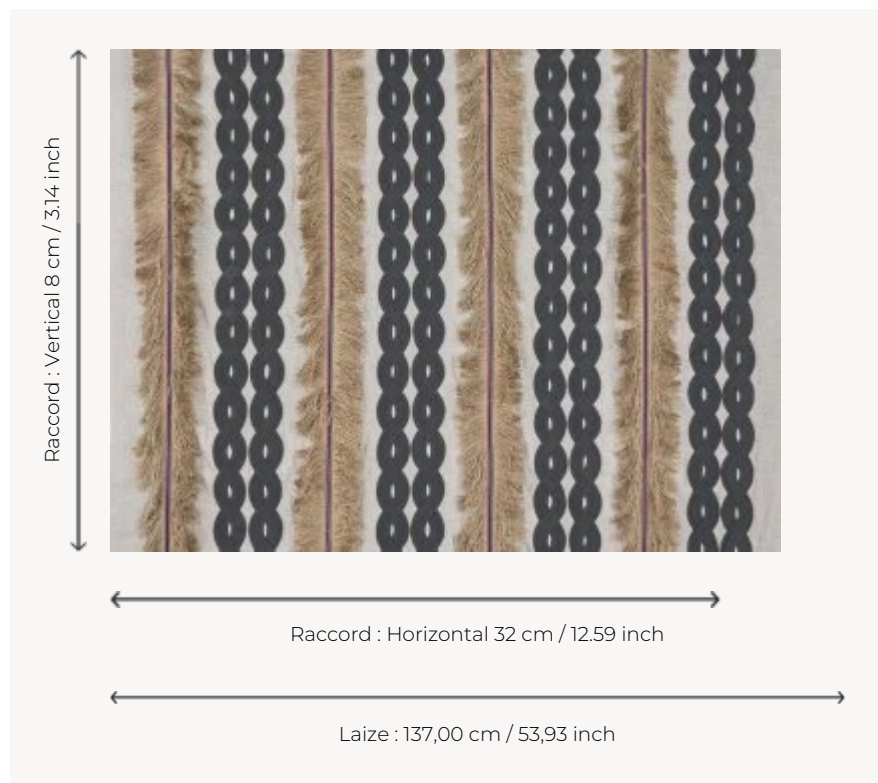 Raccord : Vertical 8 cm / 3.14 inch
Raccord : Horizontal 32 cm / 12.59 inch
Laize : 137,00 cm / 53,93 inch